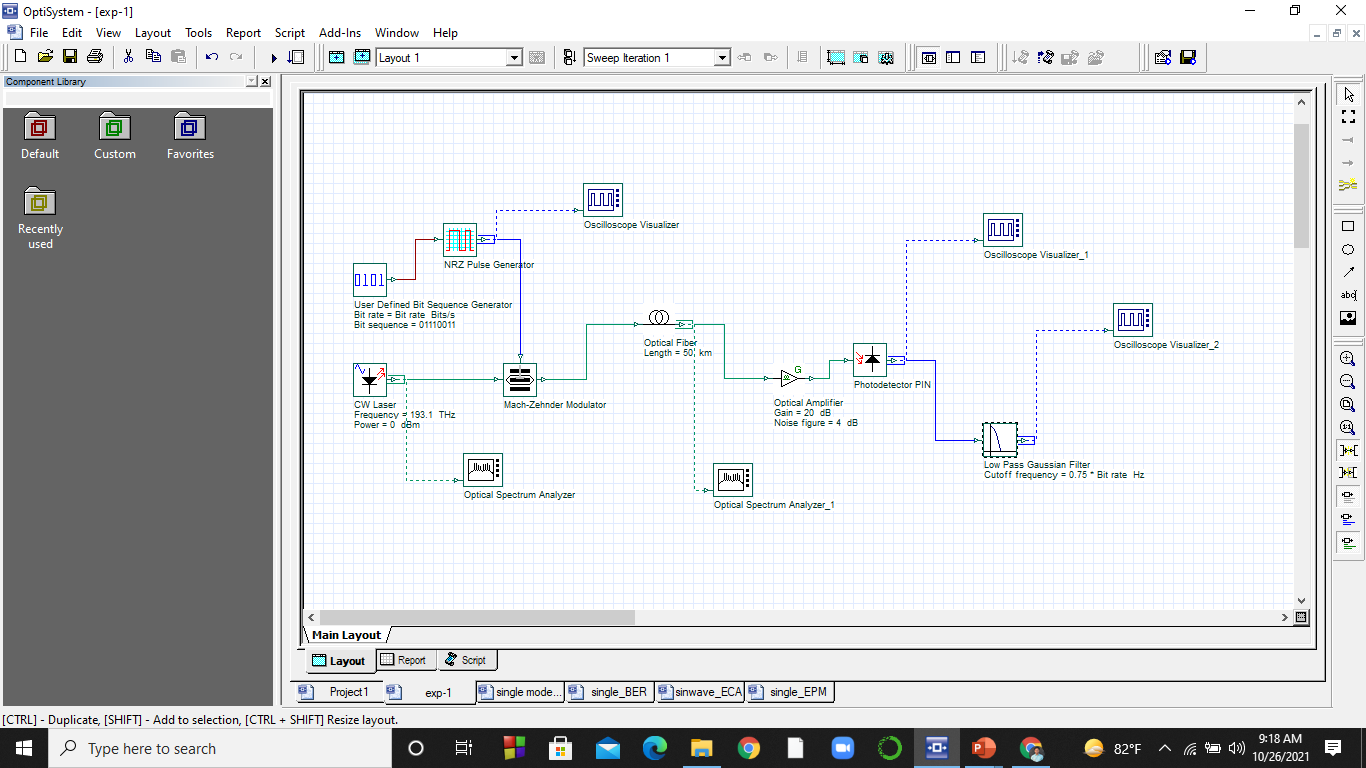 OptiSystem - [exp-1]
File Edit View Layout Tools Report Script Add-Ins Window Help
Layout 1
Sweep Iteration 1
Component Library
Default
Custom
Favorites
Recently
used
Oscilloscope Visualizer
NRZ Pulse Generator
0101
User Defined Bit Sequence Generator
Bit rate = Bit rate Bits/s
Bit sequence = 01110011
CW Laser
Frequency = 193.1 THz
Power = 0 dBm
Mach-Zehnder Modulator
Optical Spectrum Analyzer
Optical Fiber
Length = 50 km
Optical Spectrum Analyzer_1
G
Optical Amplifier
Gain = 20 dB
Noise figure = 4 dB
Photodetector PIN
Oscilloscope Visualizer_1
Oscilloscope Visualizer_2
Low Pass Gaussian Filter
Cutoff frequency = 0.75 * Bit rate Hz
abc
Main Layout
Layout Report Script
Project1 exp-1 single mode... single_BER sinwave_ECA single_EPM
[CTRL] - Duplicate, [SHIFT] - Add to selection, [CTRL + SHIFT] Resize layout.
Type here to search
82°F
9:18 AM
10/26/2021